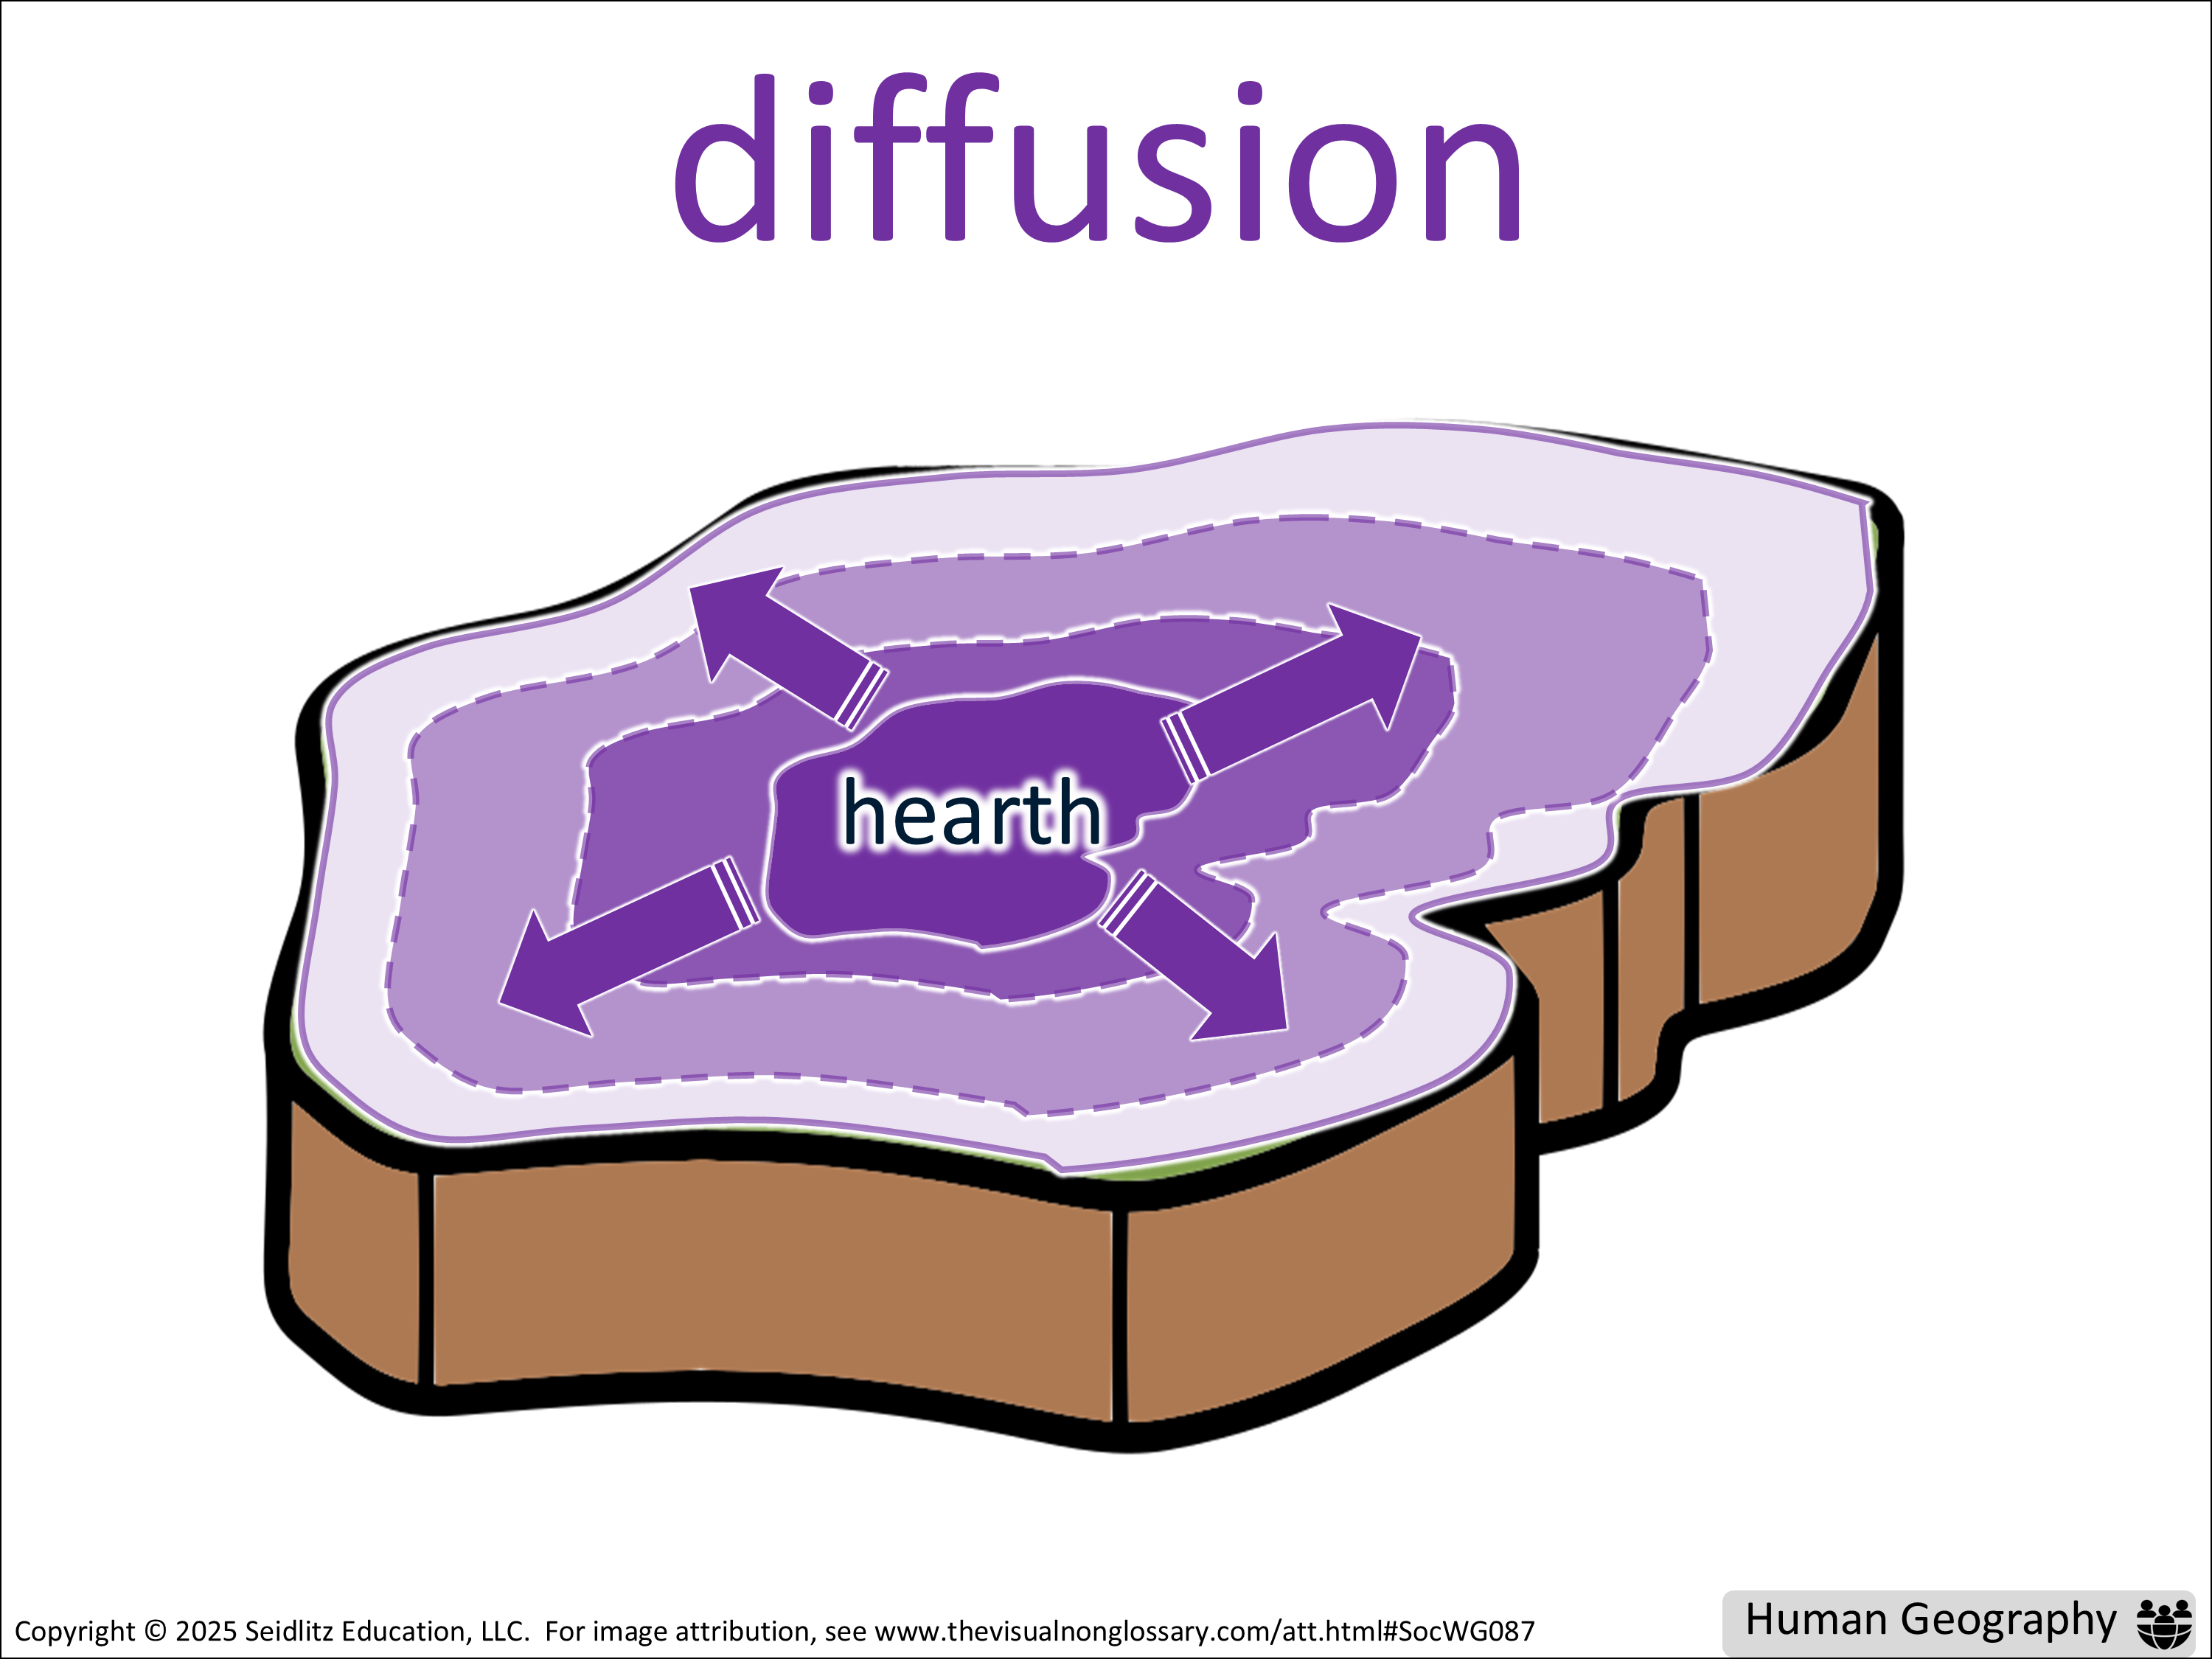 diffusion
hearth
Copyright © 2025 Seidlitz Education, LLC.  For image attribution, see www.thevisualnonglossary.com/att.html#SocWG087
Human Geography